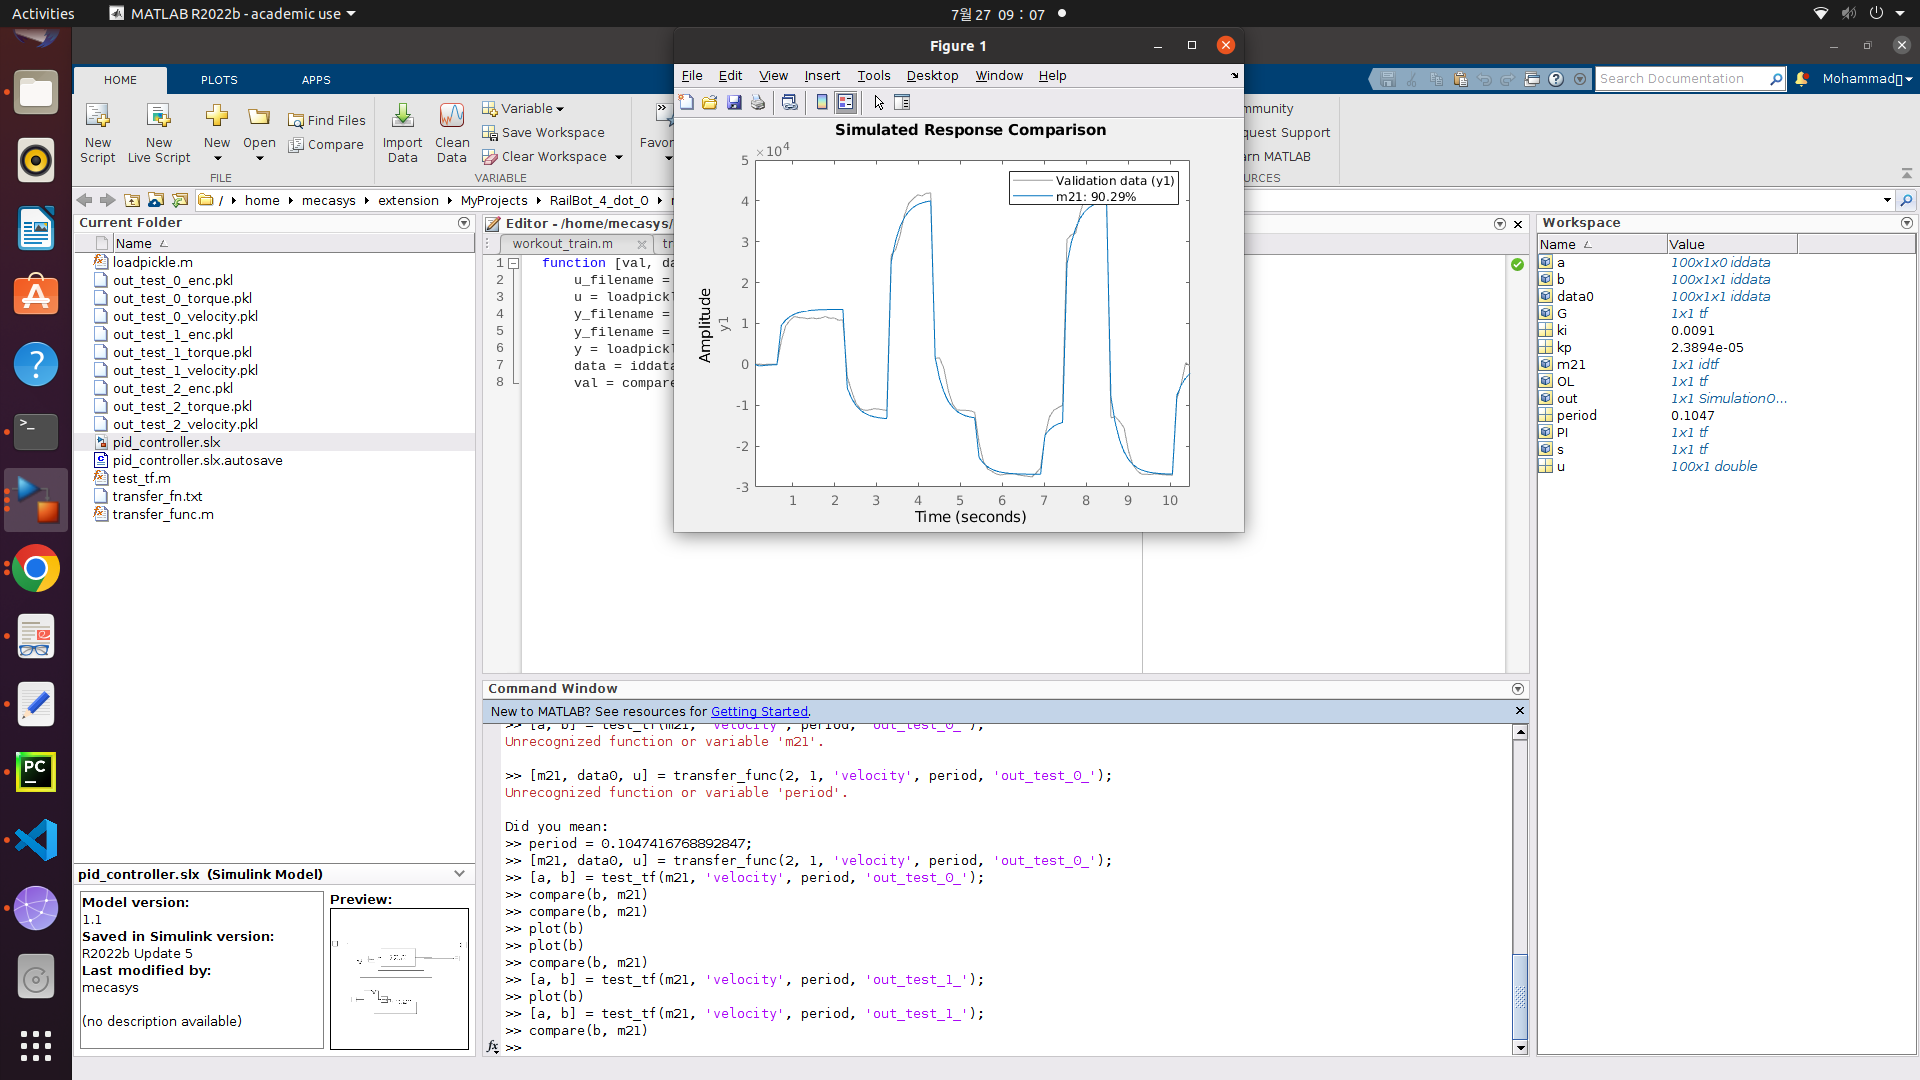 Activities
MATLAB R2022b - academic use
7월 27 09 : 07
Figure 1
HOME
PLOTS
APPS
Search Documentation
Mohammad
File Edit View Insert Tools Desktop Window Help
New Script
New Live Script
New
Open
Find Files
Compare
Import Data
Clean Data
Variable
Save Workspace
Clear Workspace
Favor
FILE
VARIABLE
mmunity
quest Support
arn MATLAB
URCES
/ home mecasys extension MyProjects RailBot_4_dot_0
Current Folder
Name
loadpickle.m
out_test_0_enc.pkl
out_test_0_torque.pkl
out_test_0_velocity.pkl
out_test_1_enc.pkl
out_test_1_torque.pkl
out_test_1_velocity.pkl
out_test_2_enc.pkl
out_test_2_torque.pkl
out_test_2_velocity.pkl
pid_controller.slx
pid_controller.slx.autosave
test_tf.m
transfer_fn.txt
transfer_func.m
pid_controller.slx (Simulink Model)
Model version:
1.1
Saved in Simulink version:
R2022b Update 5
Last modified by:
mecasys
(no description available)
Preview:
Editor - /home/mecasys/
workout_train.m
tr
1 function [val, da
2 u_filename =
3 u = loadpickl
4 y_filename =
5 y_filename =
6 y = loadpickl
7 data = iddata
8 val = compare
Simulated Response Comparison
×10⁴
5
4
3
2
1
0
-1
-2
-3
Amplitude
y1
Validation data (y1)
m21: 90.29%
1 2 3 4 5 6 7 8 9 10
Time (seconds)
Command Window
New to MATLAB? See resources for Getting Started.
>> [a, b] = test_tf(m21, 'velocity', period, 'out_test_0_');
Unrecognized function or variable 'm21'.
>> [m21, data0, u] = transfer_func(2, 1, 'velocity', period, 'out_test_0_');
Unrecognized function or variable 'period'.
Did you mean:
>> period = 0.1047416768892847;
>> [m21, data0, u] = transfer_func(2, 1, 'velocity', period, 'out_test_0_');
>> [a, b] = test_tf(m21, 'velocity', period, 'out_test_0_');
>> compare(b, m21)
>> compare(b, m21)
>> plot(b)
>> plot(b)
>> compare(b, m21)
>> [a, b] = test_tf(m21, 'velocity', period, 'out_test_1_');
>> plot(b)
>> [a, b] = test_tf(m21, 'velocity', period, 'out_test_1_');
>> compare(b, m21)
fx >>
Workspace
Name Value
a 100x1x0 iddata
b 100x1x1 iddata
data0 100x1x1 iddata
G 1x1 tf
ki 0.0091
kp 2.3894e-05
m21 1x1 idtf
OL 1x1 tf
out 1x1 SimulationO...
period 0.1047
PI 1x1 tf
s 1x1 tf
u 100x1 double